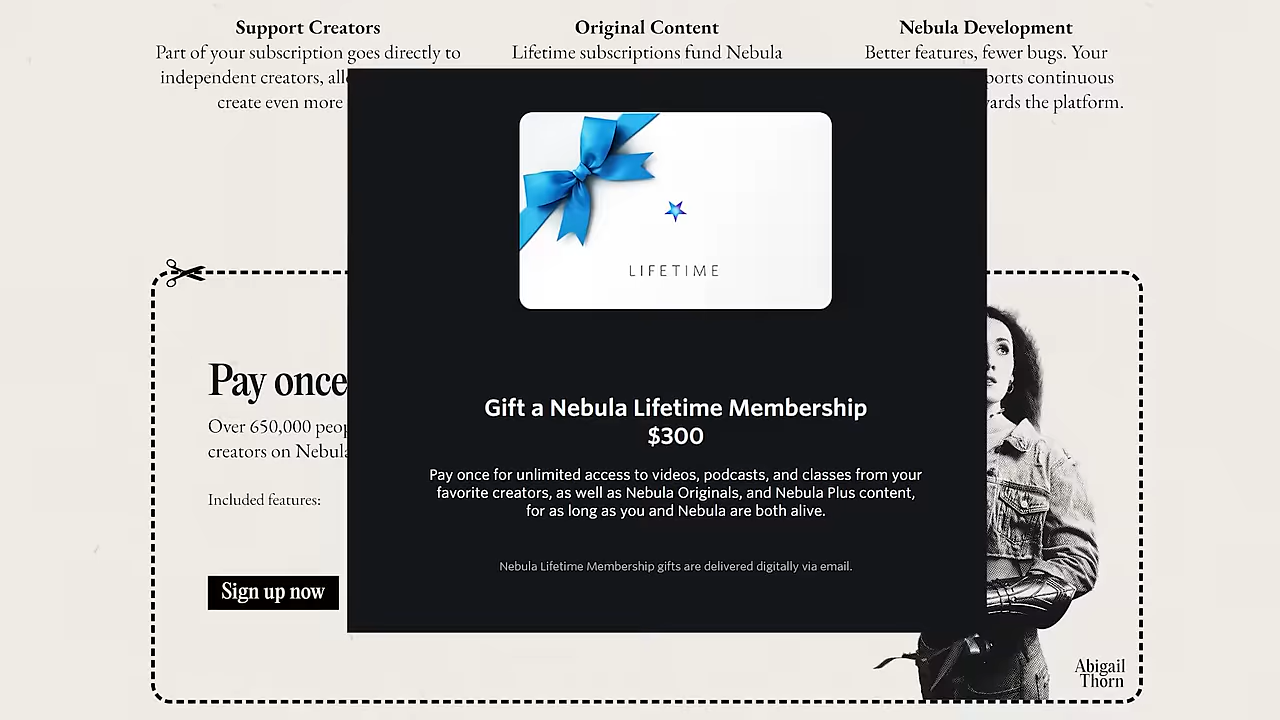 Support Creators
Part of your subscription goes directly to
independent creators,
create even more
Original Content
Lifetime subscriptions fund Nebula
Nebula Development
Better features, fewer bugs. Your
continuous
the platform.
LIFETIME
Gift a Nebula Lifetime Membership
$300
Pay once for unlimited access to videos, podcasts, and classes from your
favorite creators, as well as Nebula Originals, and Nebula Plus content,
for as long as you and Nebula are both alive.
Nebula Lifetime Membership gifts are delivered digitally via email.
Pay once
Over 650,000
creators on Nebula
Included features:
Sign up now
Abigail
Thorn